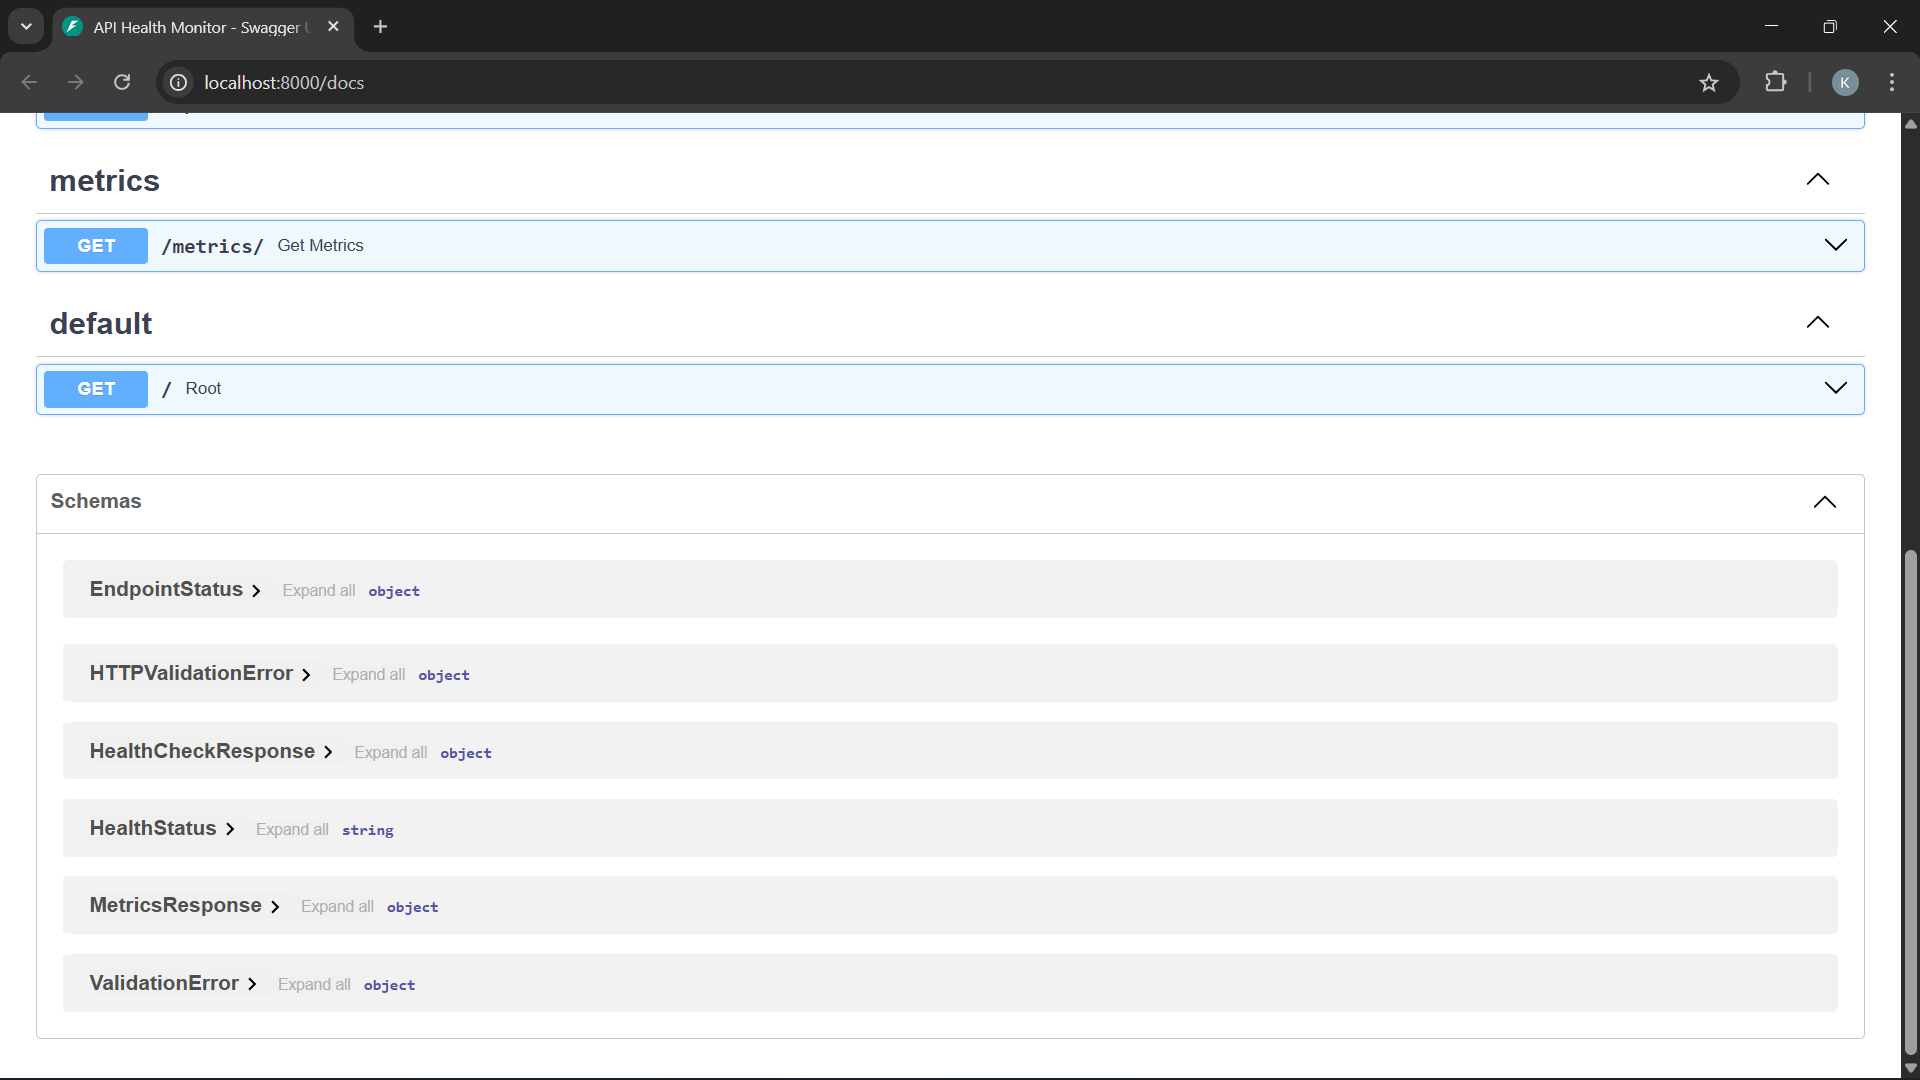 API Health Monitor - Swagger
localhost:8000/docs
K
metrics
GET /metrics/ Get Metrics
default
GET / Root
Schemas
EndpointStatus Expand all object
HTTPValidationError Expand all object
HealthCheckResponse Expand all object
HealthStatus Expand all string
MetricsResponse Expand all object
ValidationError Expand all object